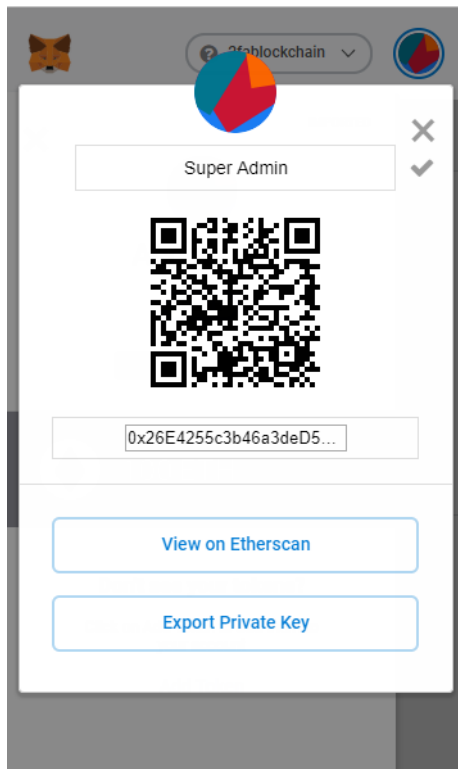 2fablockchain
Super Admin
0x26E4255c3b46a3deD5...
View on Etherscan
Export Private Key